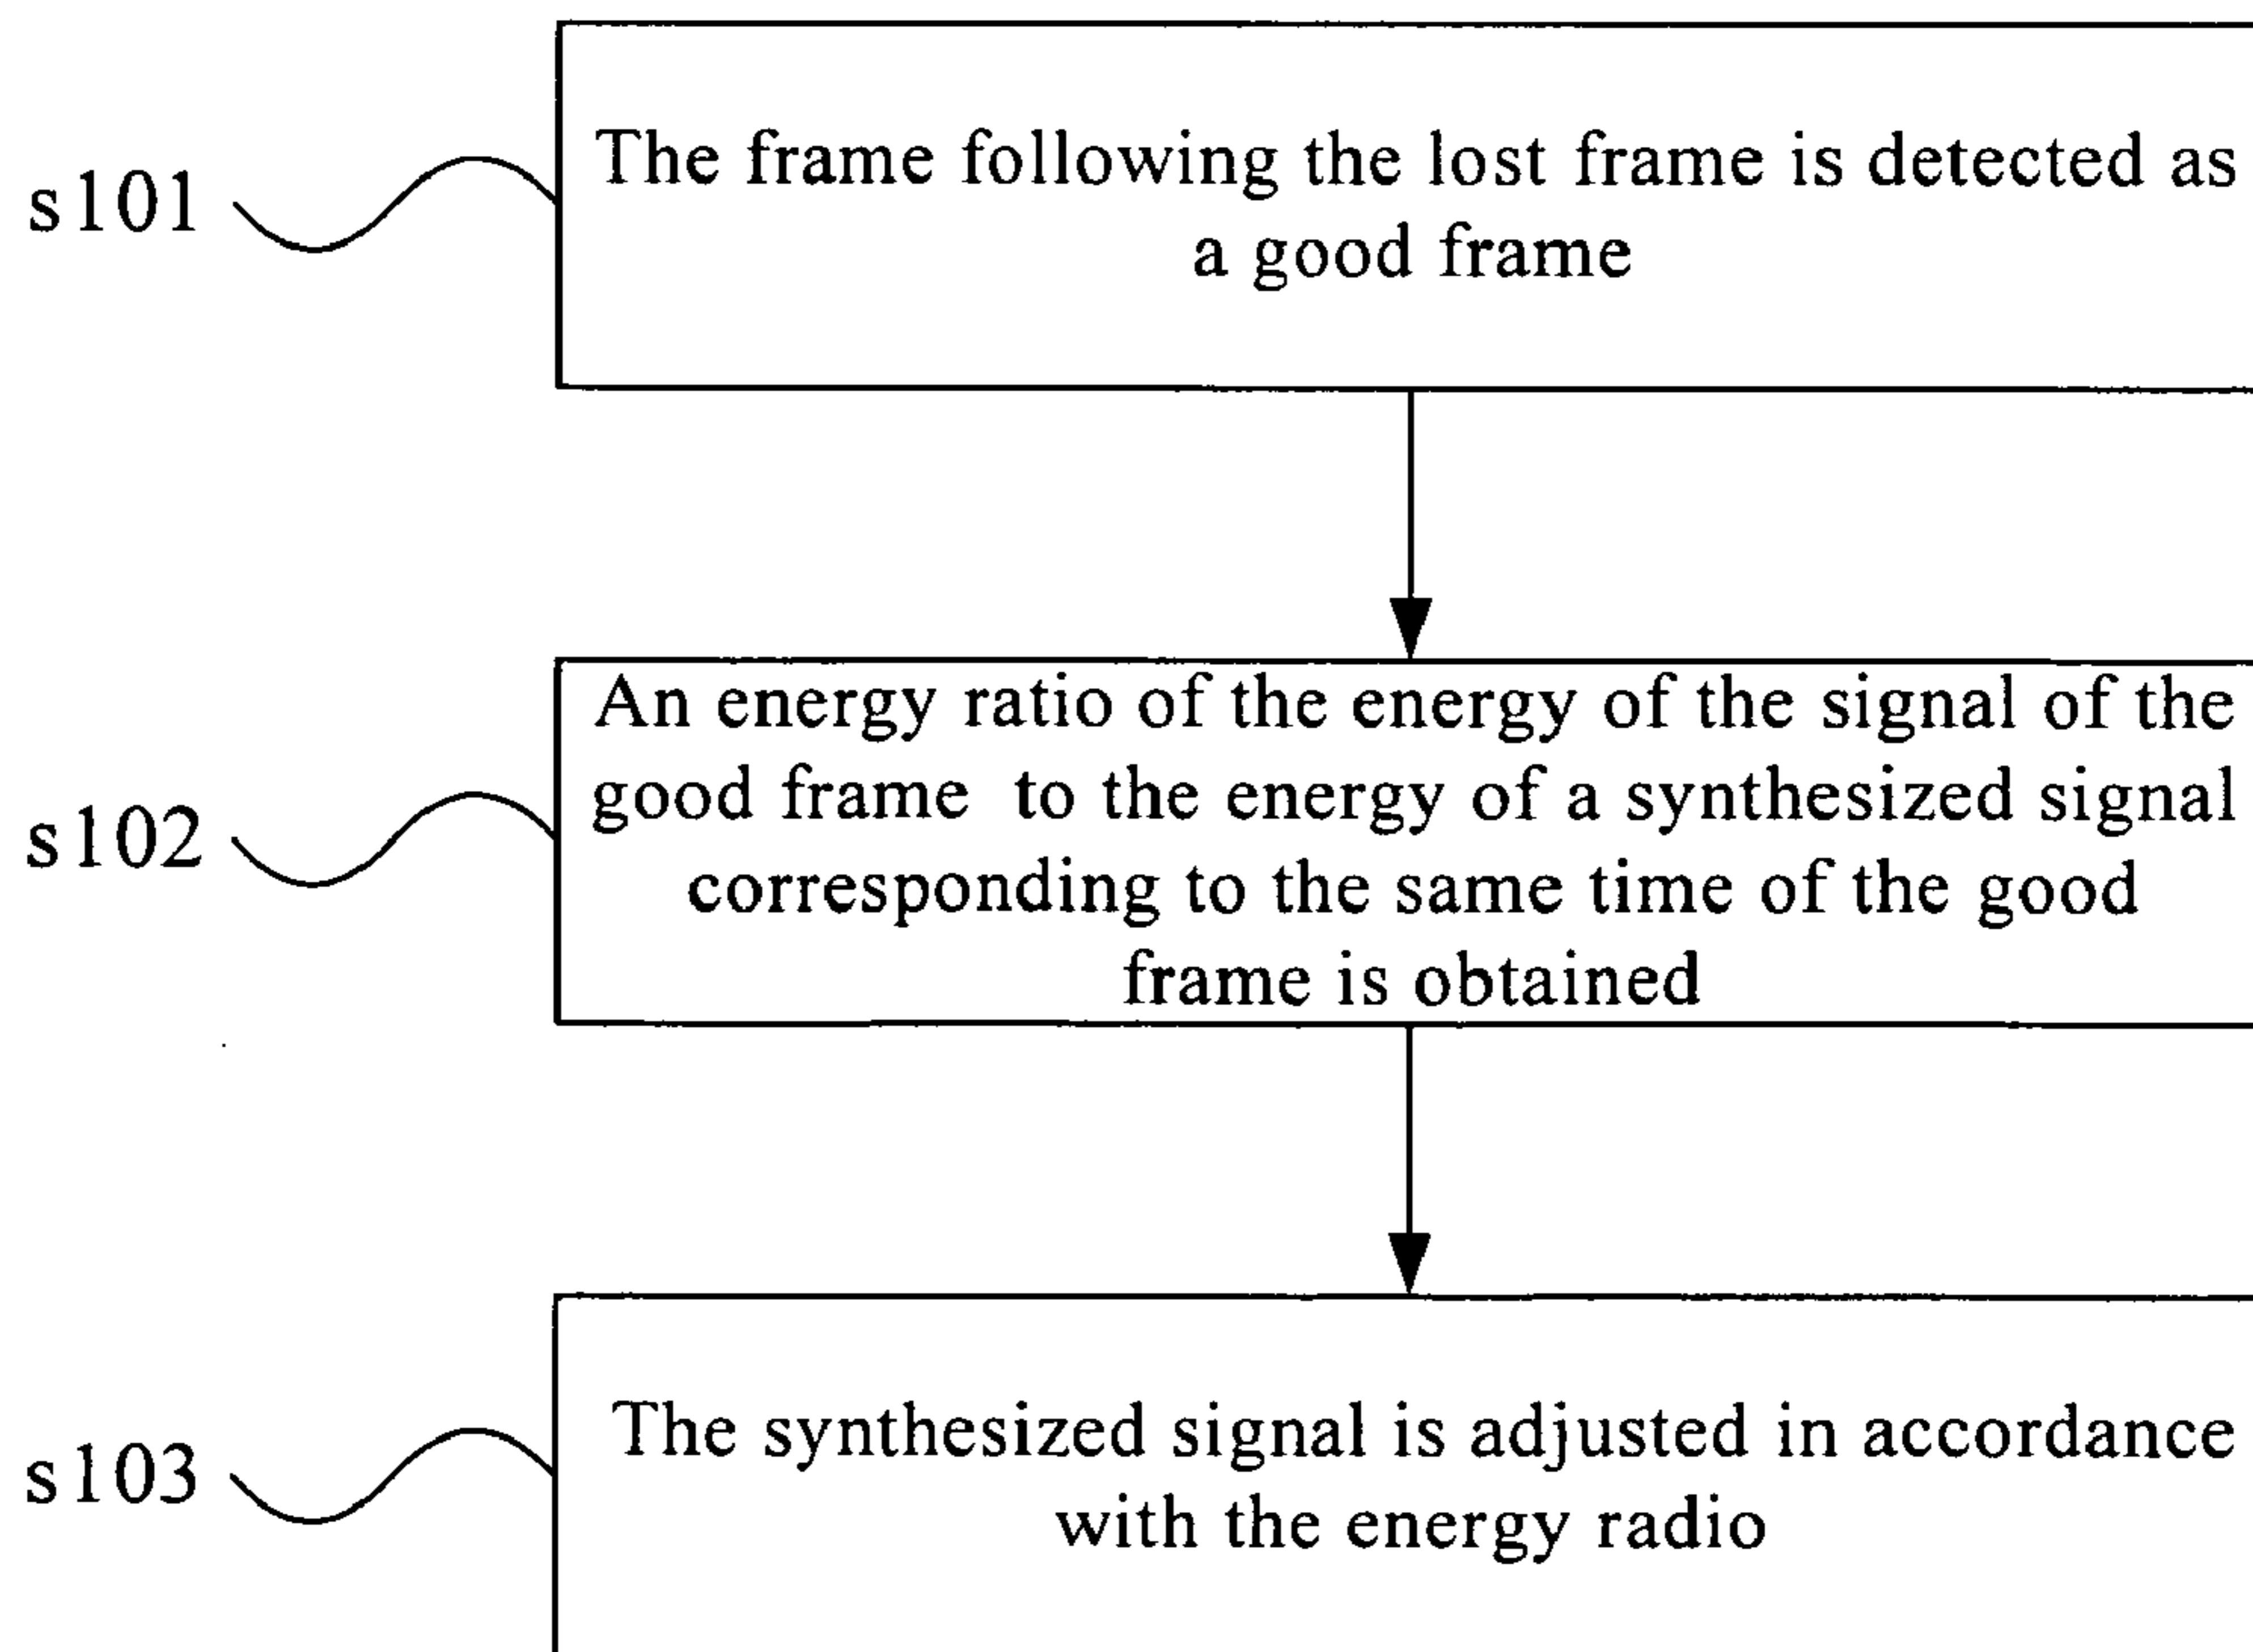 The frame following the lost frame is detected as
a good frame
s101
An energy ratio of the energy of the signal of the
good frame to the energy of a synthesized signal
corresponding to the same time of the good
frame is obtained
s102
The synthesized signal is adjusted in accordance
with the energy radio
s103